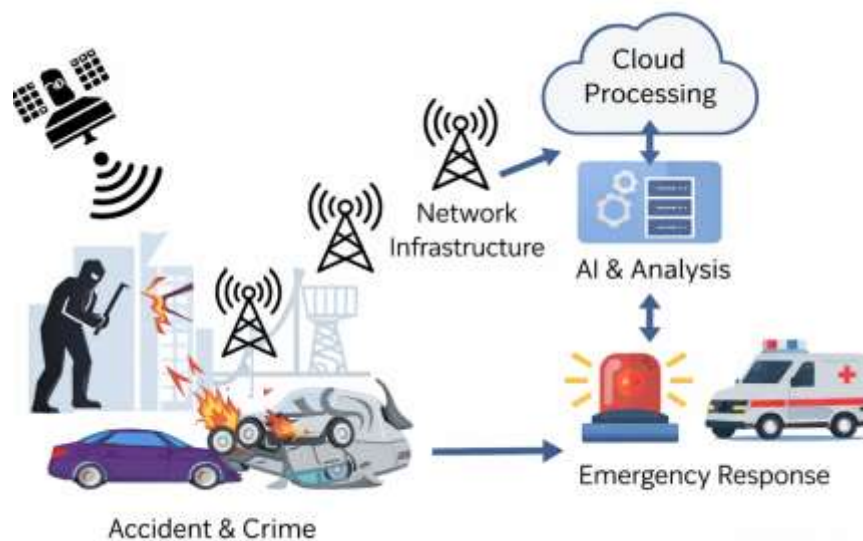 Cloud
Processing
Network
Infrastructure
AI & Analysis
Emergency Response
Accident & Crime